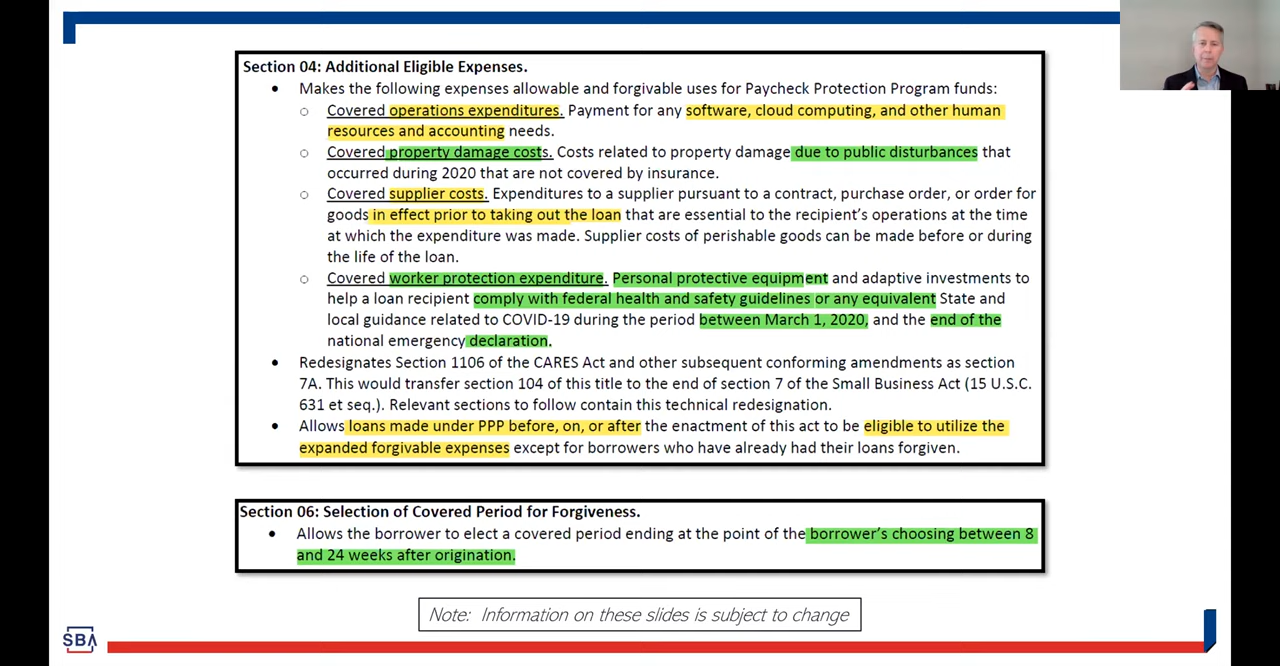 Section 04: Additional Eligible Expenses.
• Makes the following expenses allowable and forgivable uses for Paycheck Protection Program funds:
○ Covered operations expenditures. Payment for any software, cloud computing, and other human
resources and accounting needs.
○ Covered property damage costs. Costs related to property damage due to public disturbances that
occurred during 2020 that are not covered by insurance.
○ Covered supplier costs. Expenditures to a supplier pursuant to a contract, purchase order, or order for
goods in effect prior to taking out the loan that are essential to the recipient's operations at the time
at which the expenditure was made. Supplier costs of perishable goods can be made before or during
the life of the loan.
○ Covered worker protection expenditure. Personal protective equipment and adaptive investments to
help a loan recipient comply with federal health and safety guidelines or any equivalent State and
local guidance related to COVID-19 during the period between March 1, 2020, and the end of the
national emergency declaration.
• Redesignates Section 1106 of the CARES Act and other subsequent conforming amendments as section
7A. This would transfer section 104 of this title to the end of section 7 of the Small Business Act (15 U.S.C.
631 et seq.). Relevant sections to follow contain this technical redesignation.
• Allows loans made under PPP before, on, or after the enactment of this act to be eligible to utilize the
expanded forgivable expenses except for borrowers who have already had their loans forgiven.
Section 06: Selection of Covered Period for Forgiveness.
• Allows the borrower to elect a covered period ending at the point of the borrower's choosing between 8
and 24 weeks after origination.
Note: Information on these slides is subject to change
SBA